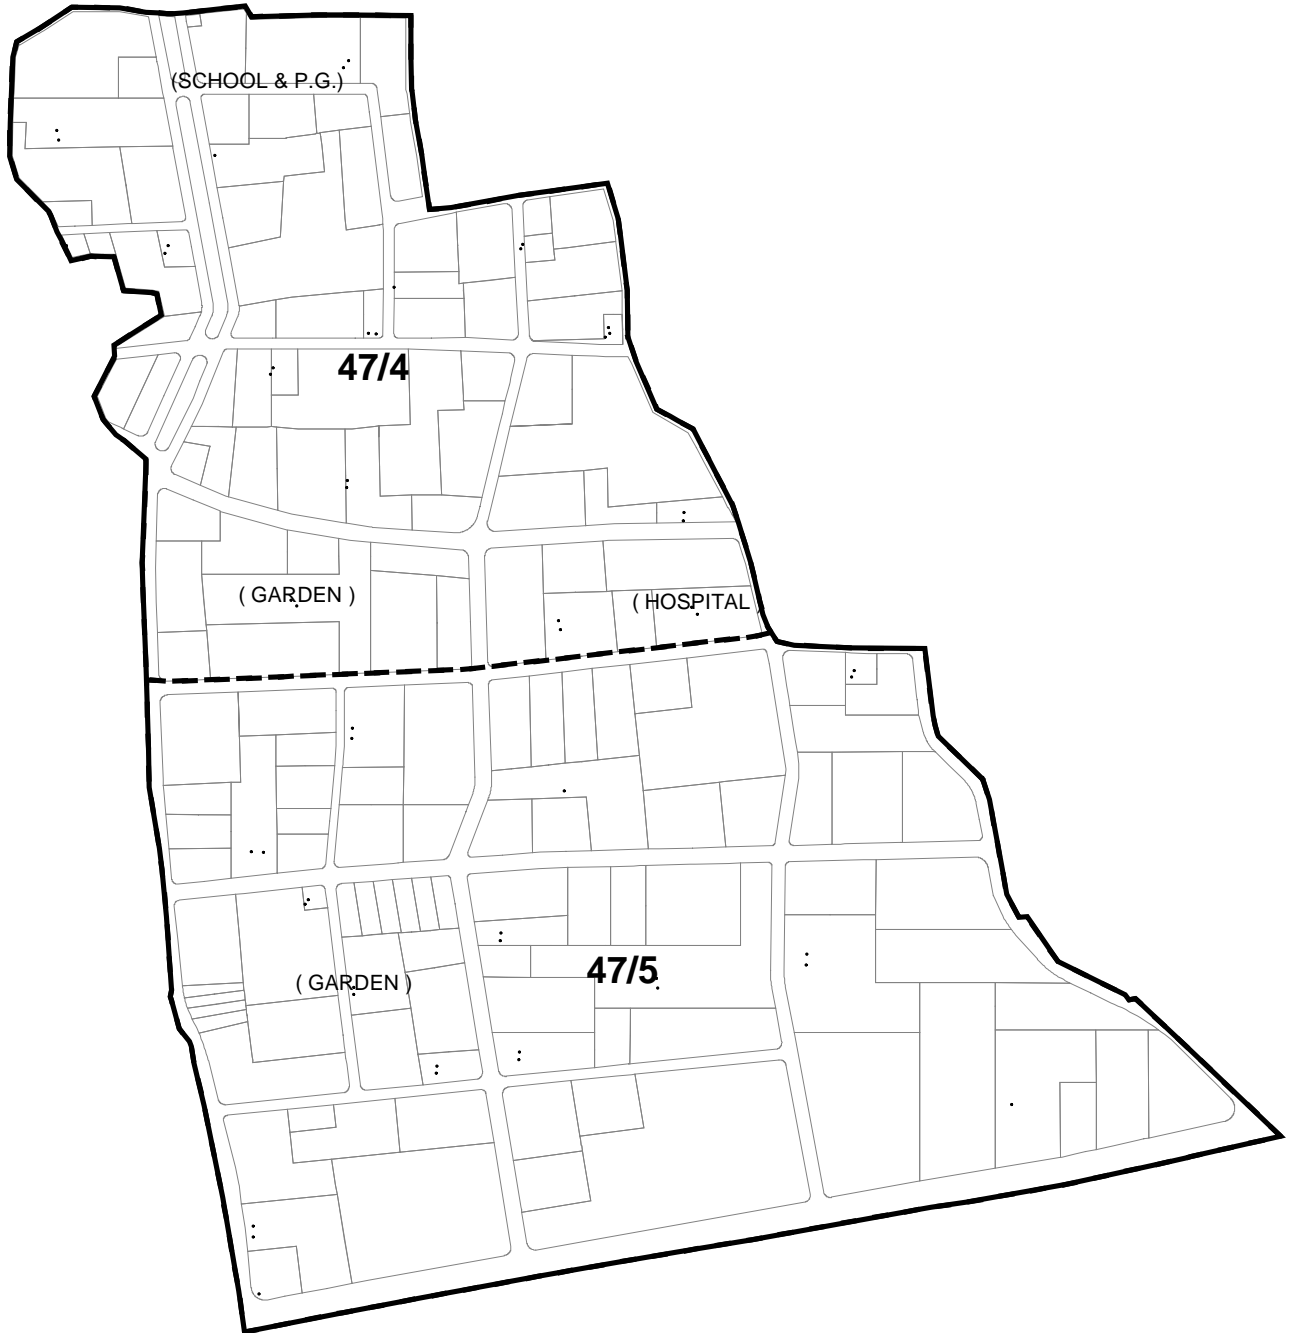 (SCHOOL & P.G.)
47/4
( GARDEN )
( HOSPITAL )
47/5
( GARDEN )